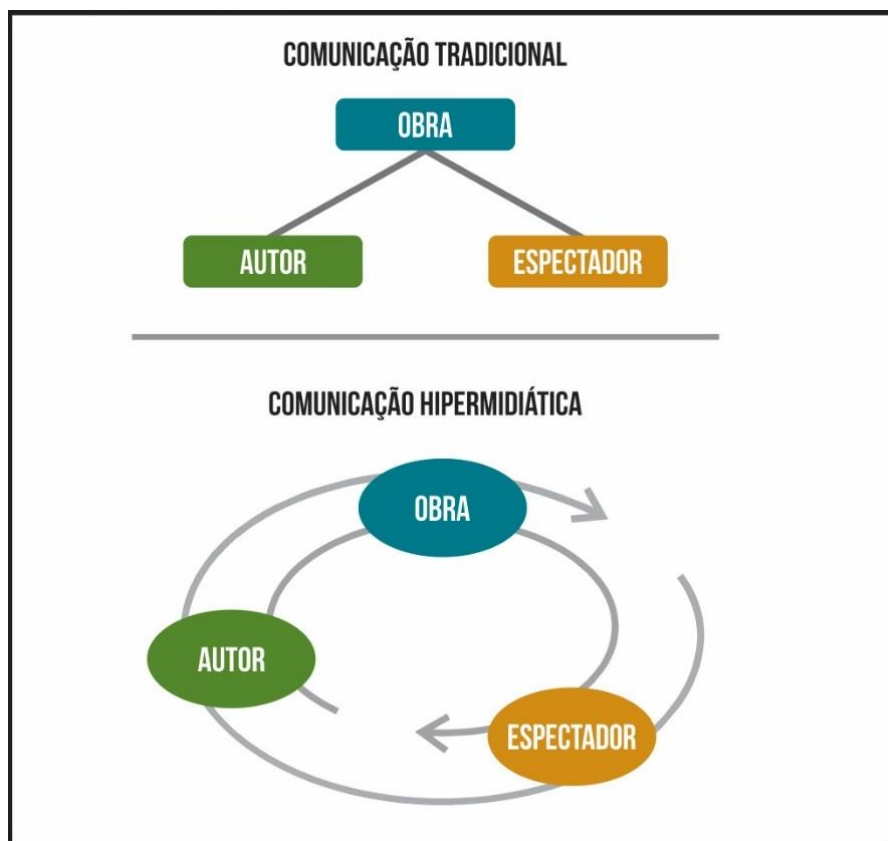 COMUNICAÇÃO TRADICIONAL
OBRA
AUTOR
ESPECTADOR
COMUNICAÇÃO HIPERMIDIÁTICA
OBRA
AUTOR
ESPECTADOR